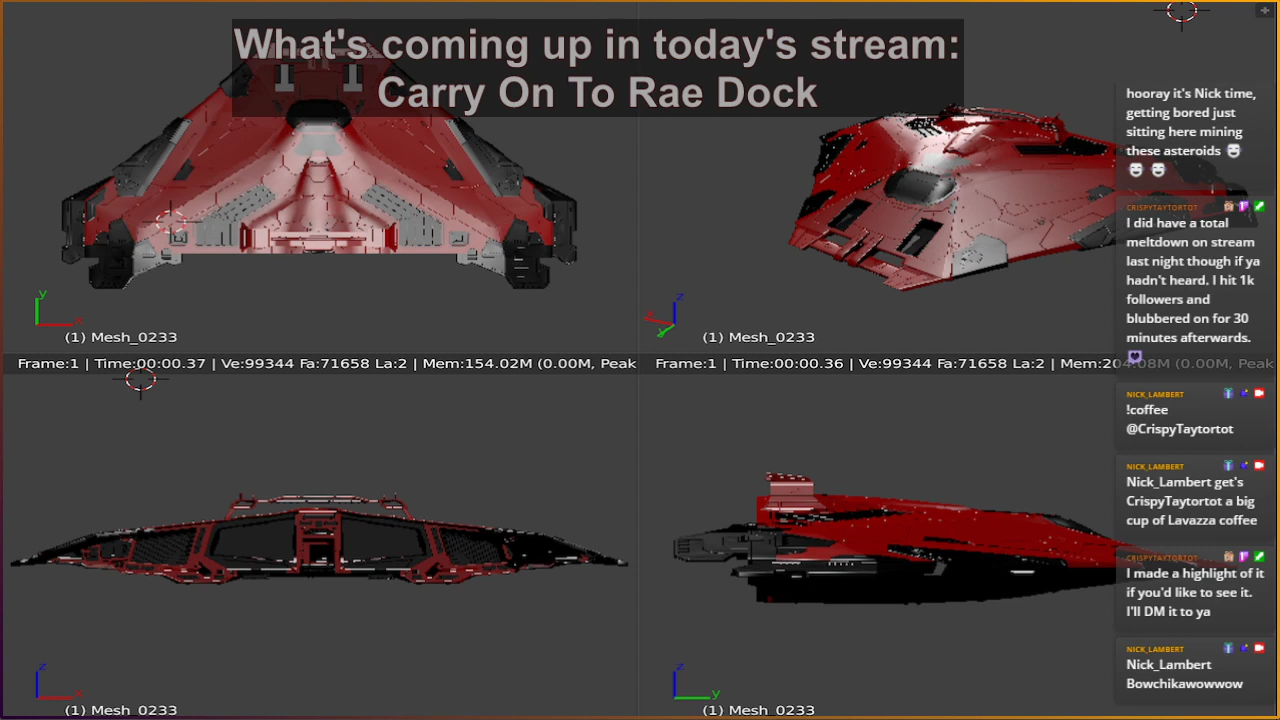 What's coming up in today's stream:
Carry On To Rae Dock
y
x
(1) Mesh_0233
Frame:1 | Time:00:00.37 | Ve:99344 Fa:71658 La:2 | Mem:154.02M (0.00M, Peak
z
x
y
(1) Mesh_0233
Frame:1 | Time:00:00.36 | Ve:99344 Fa:71658 La:2 | Mem:204.08M (0.00M, Peak
z
x
(1) Mesh_0233
z
y
(1) Mesh_0233
hooray it's Nick time,
getting bored just
sitting here mining
these asteroids
CRISPYTAYTORTOT
I did have a total
meltdown on stream
last night though if ya
hadn't heard. I hit 1k
followers and
blubbered on for 30
minutes afterwards.
NICK_LAMBERT
!coffee
@CrispyTaytortot
NICK_LAMBERT
Nick_Lambert get's
CrispyTaytortot a big
cup of Lavazza coffee
CRISPYTAYTORTOT
I made a highlight of it
if you'd like to see it.
I'll DM it to ya
NICK_LAMBERT
Nick_Lambert
Bowchikawowwow